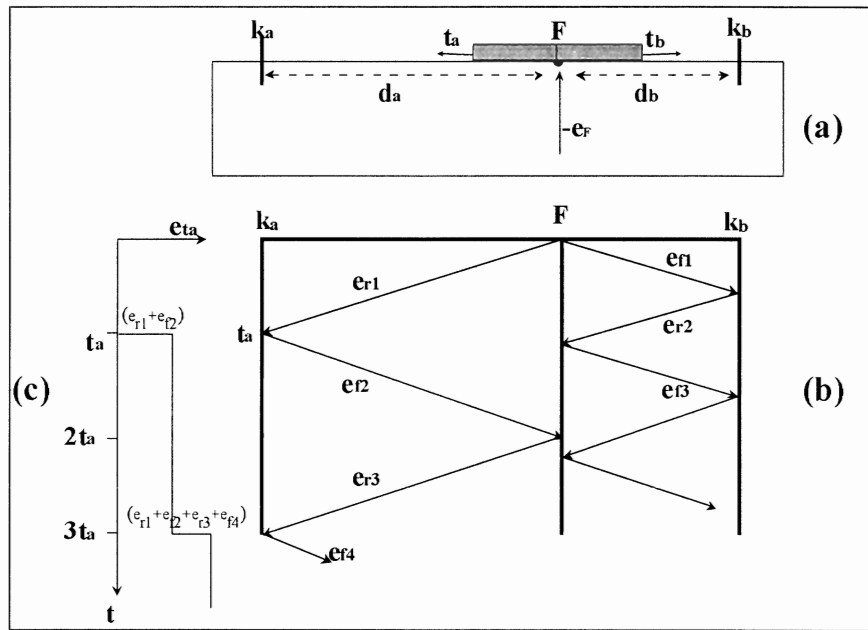 ka F kb
ta tb
da db
-eF
(a)
ka F kb
eta
ef1
er1
(er1+ef2)
ta ta er2
(c) ef2 ef3 (b)
2ta
er3
(er1+ef2+er3+ef4)
3ta
ef4
t